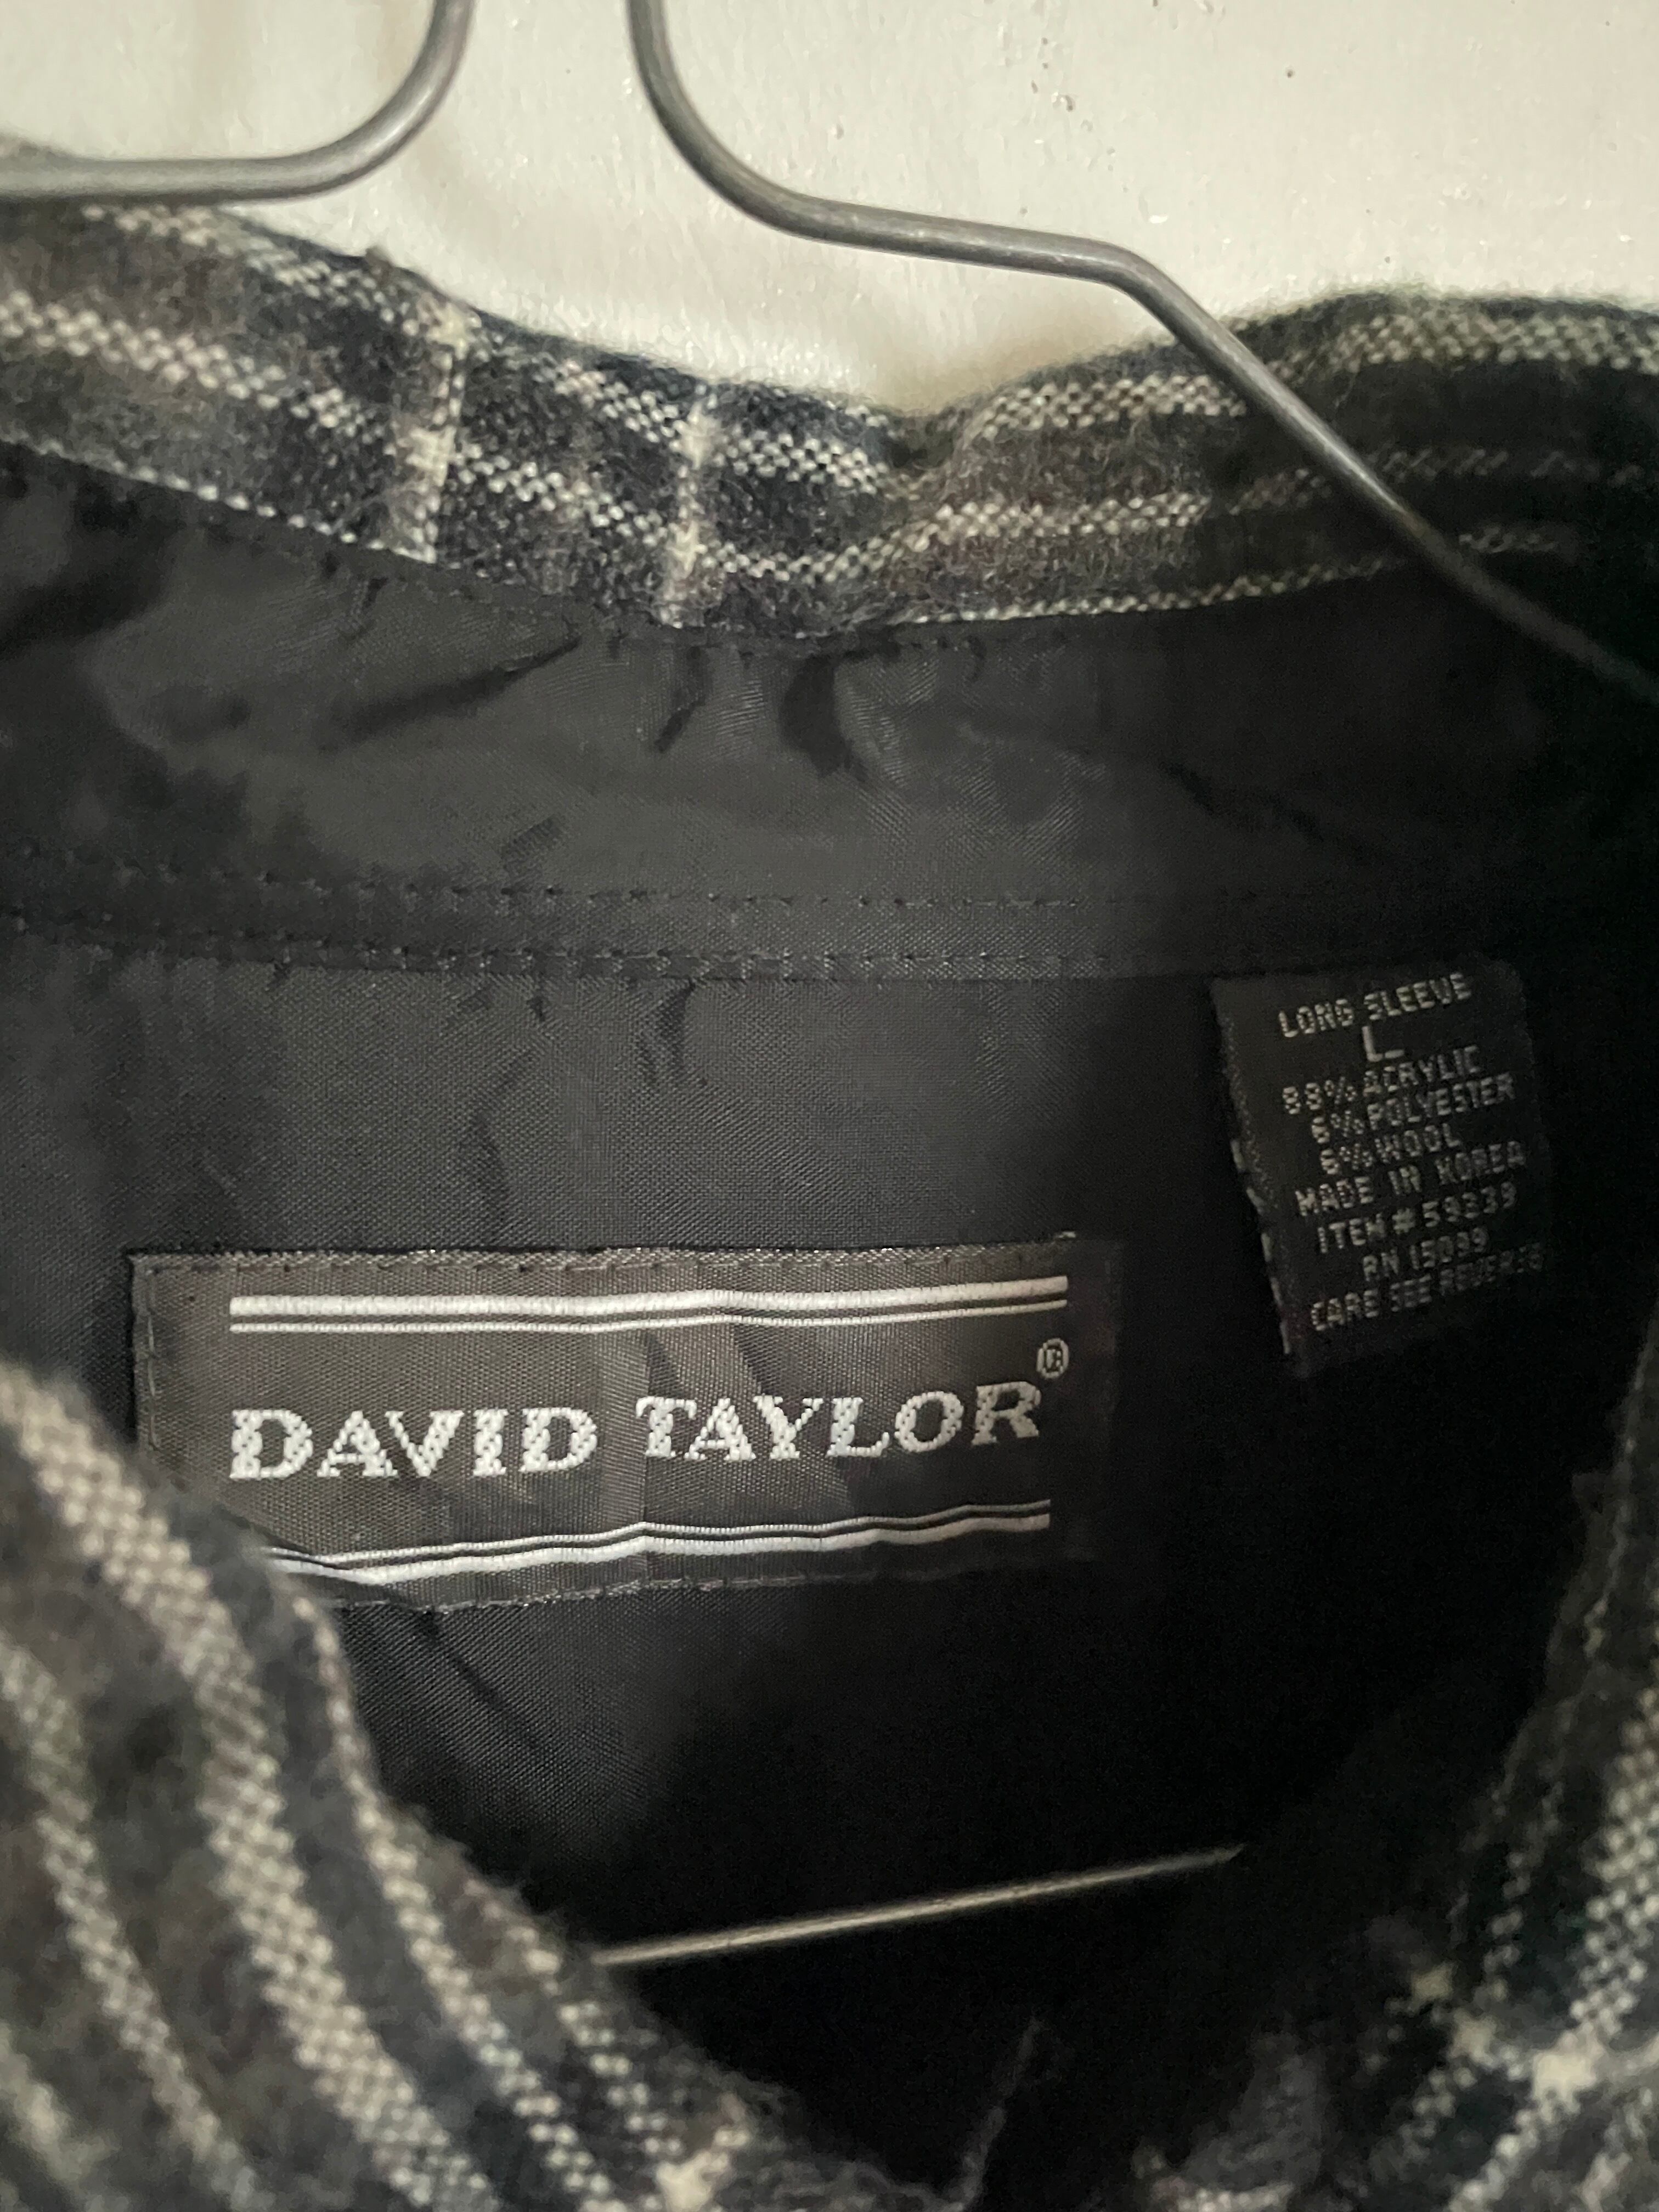 LONG SLEEVE
L
88% ACRYLIC
6% POLYESTER
6% WOOL
MADE IN KOREA
ITEM #
RN 15099
CARE SEE REVERSE
DAVID TAYLOR®